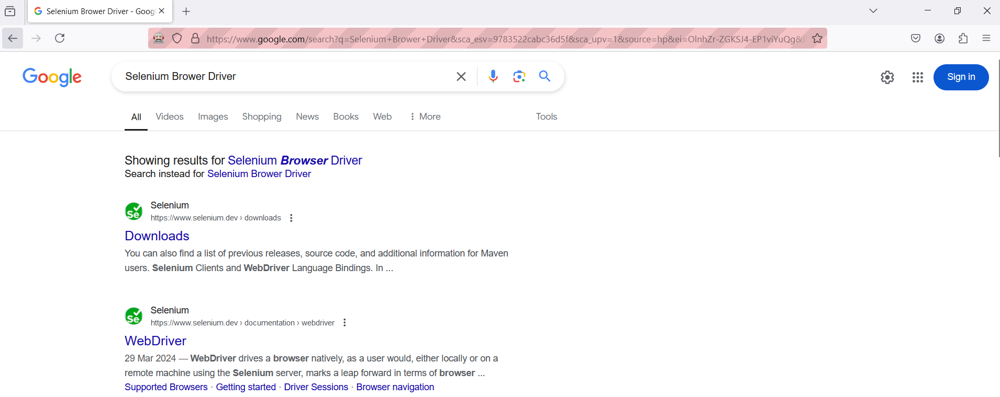 Selenium Brower Driver - Goog
https://www.google.com/search?q=Selenium+Brower+Driver&sca_esv=9783522cabc36d5f&sca_upv=1&source=hp&ei=OlnhZr-ZGKSJ4-EP1viYuQg&i
Google
Selenium Brower Driver
Sign in
All Videos Images Shopping News Books Web More Tools
Showing results for Selenium Browser Driver
Search instead for Selenium Brower Driver
Selenium
https://www.selenium.dev › downloads
Downloads
You can also find a list of previous releases, source code, and additional information for Maven
users. Selenium Clients and WebDriver Language Bindings. In ...
Selenium
https://www.selenium.dev › documentation › webdriver
WebDriver
29 Mar 2024 — WebDriver drives a browser natively, as a user would, either locally or on a
remote machine using the Selenium server, marks a leap forward in terms of browser ...
Supported Browsers · Getting started · Driver Sessions · Browser navigation